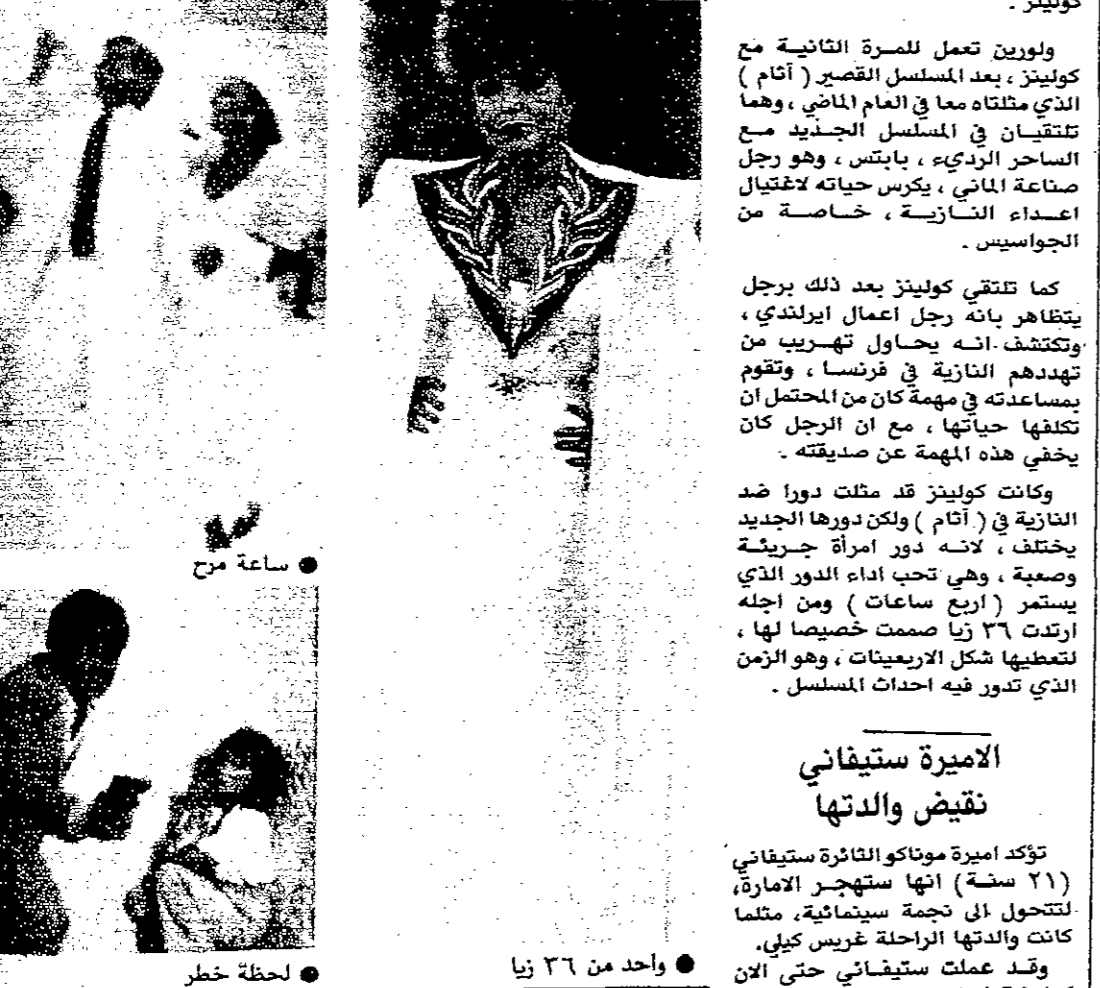 كولينز .
ولورين تعمل للمرة الثانية مع
كولينز ، بعد المسلسل القصير ( آثام )
الذي مثلتاه معا في العام الماضي ، وهما
تلتقيان في المسلسل الجديد مع
الساحر الرديء ، بابتس ، وهو رجل
صناعة الماني ، يكرس حياته لاغتيال
اعداء النازية ، خاصة من
الجواسيس .
كما تلتقي كولينز بعد ذلك برجل
يتظاهر بانه رجل اعمال ايرلندي ،
وتكتشف انه يحاول تهريب من
تهددهم النازية في فرنسا ، وتقوم
بمساعدته في مهمة كان من المحتمل ان
تكلفها حياتها ، مع ان الرجل كان
يخفي هذه المهمة عن صديقته .
وكانت كولينز قد مثلت دورا ضد
النازية في ( آثام ) ولكن دورها الجديد
يختلف ، لانه دور امرأة جريئة
وصعبة ، وهي تحب اداء الدور الذي
يستمر ( اربع ساعات ) ومن اجله
ارتدت ٣٦ زيا صممت خصيصا لها ،
لتعطيها شكل الاربعينات ، وهو الزمن
الذي تدور فيه احداث المسلسل .
الاميرة ستيفاني
نقيض والدتها
تؤكد اميرة موناكو الثائرة ستيفاني
(٢١ سنة) انها ستهجر الامارة،
لتتحول الى نجمة سينمائية، مثلما
كانت والدتها الراحلة غريس كيلي.
وقد عملت ستيفاني حتى الان
● واحد من ٣٦ زيا
● ساعة مرح
● لحظة خطر